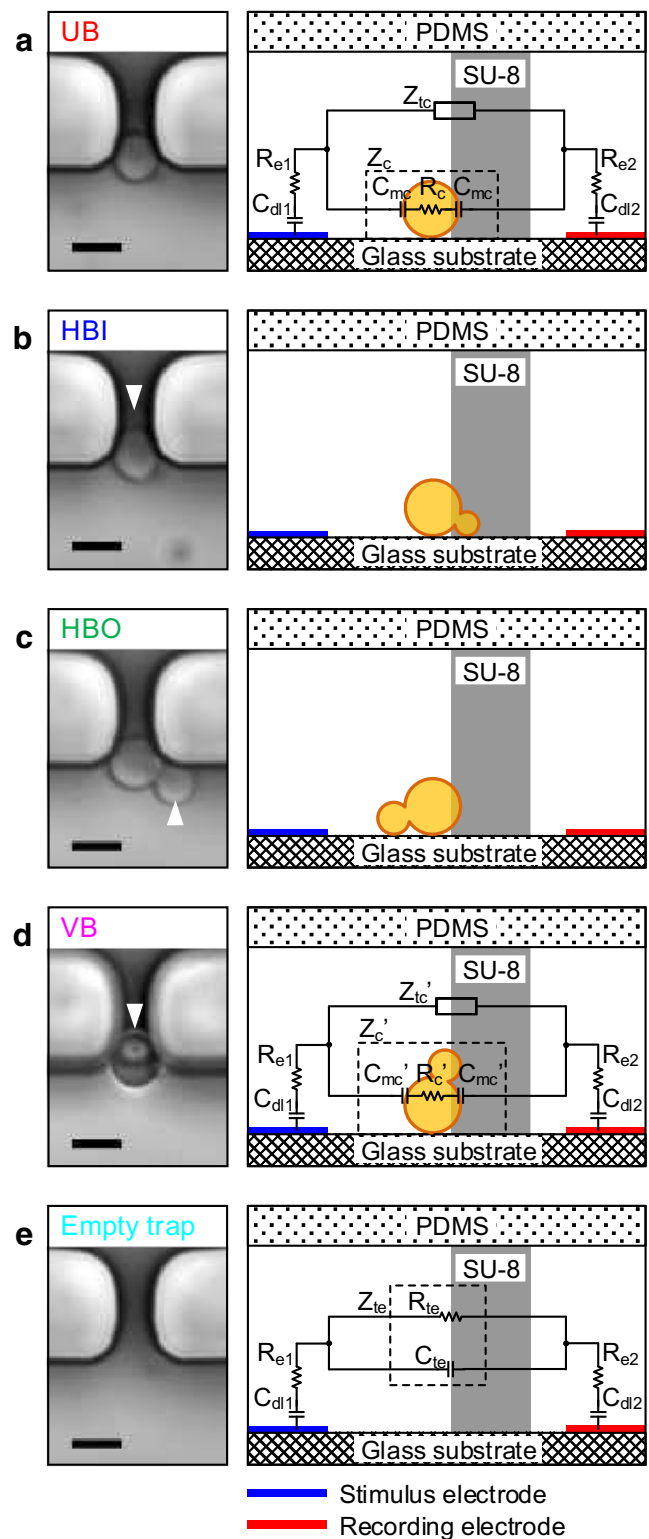 a
UB
PDMS
SU-8
Z_tc
R_e1
Z_c
R_e2
C_mc R_c C_mc
C_dl1
C_dl2
Glass substrate
b
HBI
PDMS
SU-8
Glass substrate
c
HBO
PDMS
SU-8
Glass substrate
d
VB
PDMS
SU-8
Z_tc’
R_e1
Z_c’
R_e2
C_mc’ R_c’ C_mc’
C_dl1
C_dl2
Glass substrate
e
Empty trap
PDMS
SU-8
Z_te R_te
R_e1
C_te
R_e2
C_dl1
C_dl2
Glass substrate
Stimulus electrode
Recording electrode